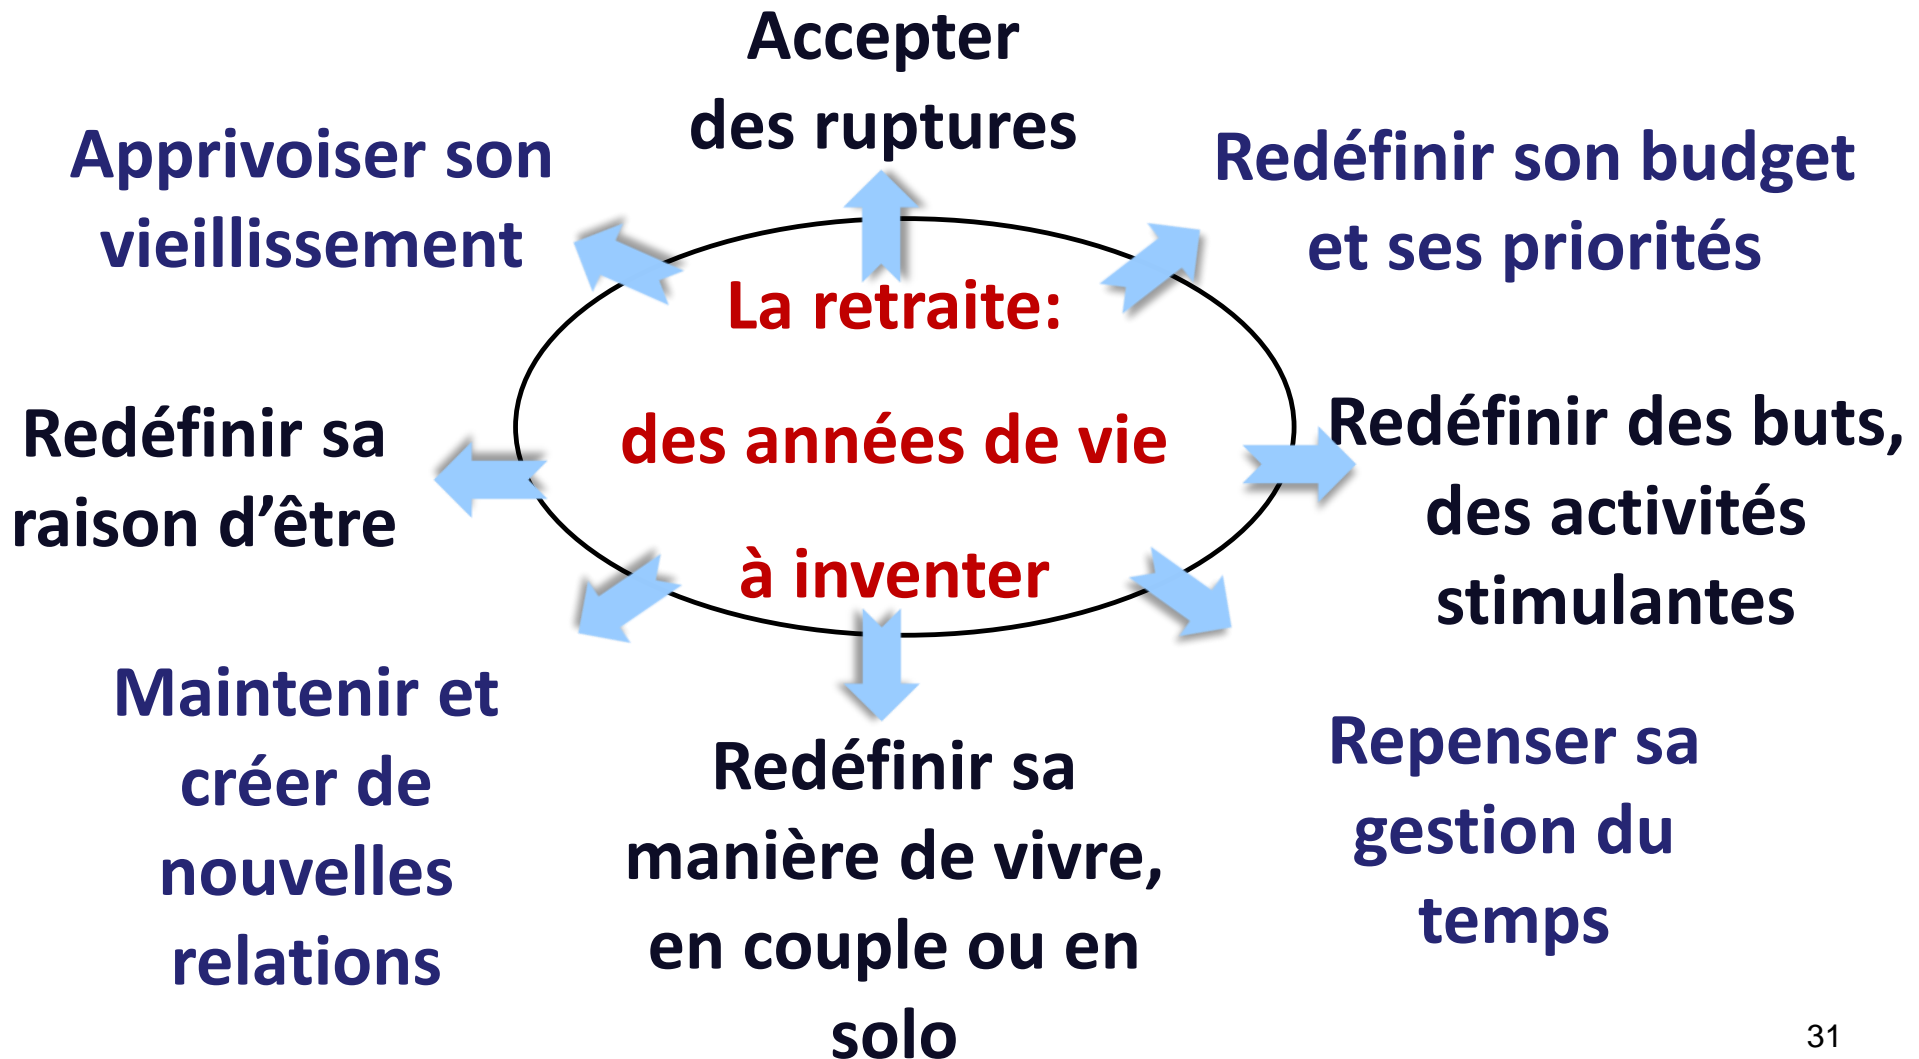 Accepter
des ruptures
Apprivoiser son
vieillissement
Redéfinir son budget
et ses priorités
La retraite:
des années de vie
à inventer
Redéfinir sa
raison d’être
Redéfinir des buts,
des activités
stimulantes
Maintenir et
créer de
nouvelles
relations
Redéfinir sa
manière de vivre,
en couple ou en
solo
Repenser sa
gestion du
temps
31